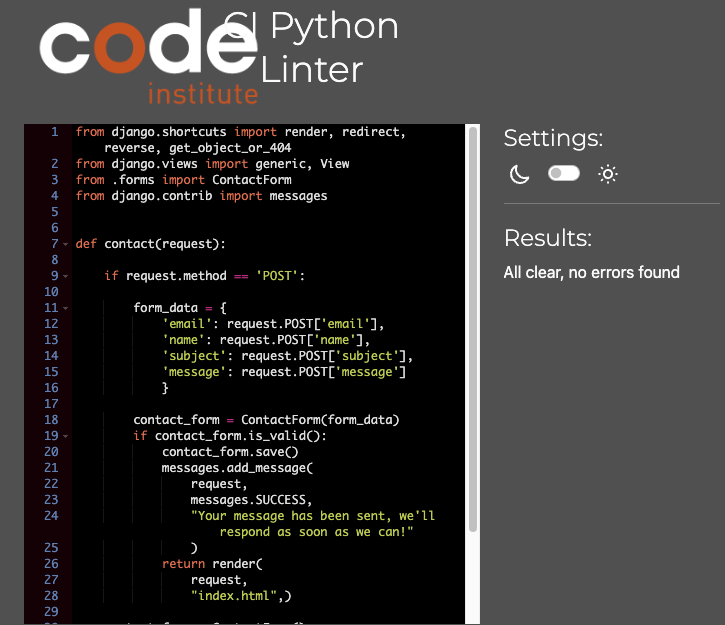 code
institute
CI Python
Linter
1 from django.shortcuts import render, redirect,
reverse, get_object_or_404
2 from django.views import generic, View
3 from .forms import ContactForm
4 from django.contrib import messages
5
6
7 def contact(request):
8
9 if request.method == 'POST':
10
11 form_data = {
12 'email': request.POST['email'],
13 'name': request.POST['name'],
14 'subject': request.POST['subject'],
15 'message': request.POST['message']
16 }
17
18 contact_form = ContactForm(form_data)
19 if contact_form.is_valid():
20 contact_form.save()
21 messages.add_message(
22 request,
23 messages.SUCCESS,
24 "Your message has been sent, we'll
respond as soon as we can!"
25 )
26 return render(
27 request,
28 "index.html",)
29
Settings:
Results:
All clear, no errors found